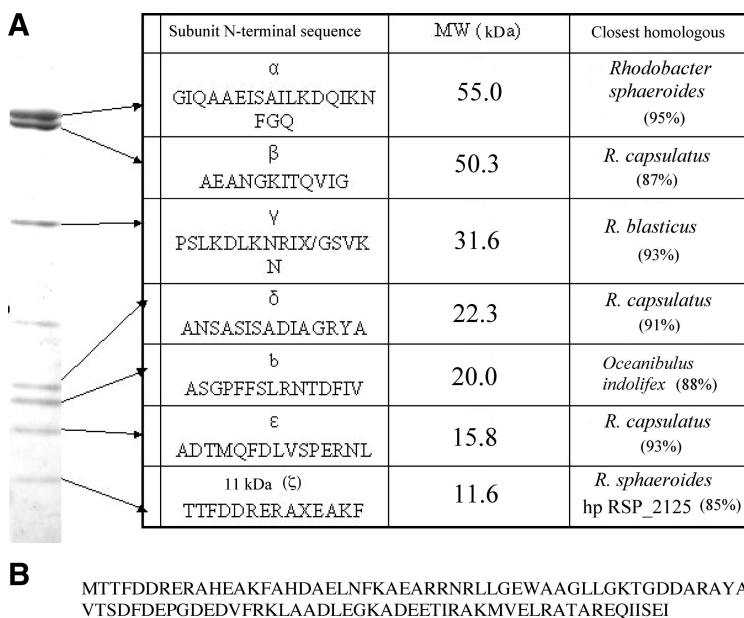 A
Subunit N-terminal sequence
MW (kDa)
Closest homologous
α
GIQAAEISAILKDQIKN
FGQ
55.0
Rhodobacter
sphaeroides
(95%)
β
AEANGKITQVIG
50.3
R. capsulatus
(87%)
γ
PSLKDLKNRIX/GSVK
N
31.6
R. blasticus
(93%)
δ
ANSASISADIAGRYA
22.3
R. capsulatus
(91%)
b
ASGPFFSLRNTDFIV
20.0
Oceanibulus
indolifex (88%)
ε
ADTMQFDLVSPERNL
15.8
R. capsulatus
(93%)
11 kDa (ζ)
TTFDDRERAXEAKF
11.6
R. sphaeroides
hp RSP_2125 (85%)
B
MTTFDDRERAHEAKFAHDAELNFKAEARRNRLLGEWAAGLLGKTGDDARAYA
VTSDFDEPGDEDVFRKLAADLEGKADEETIRAKMVELRATAREQIISEI